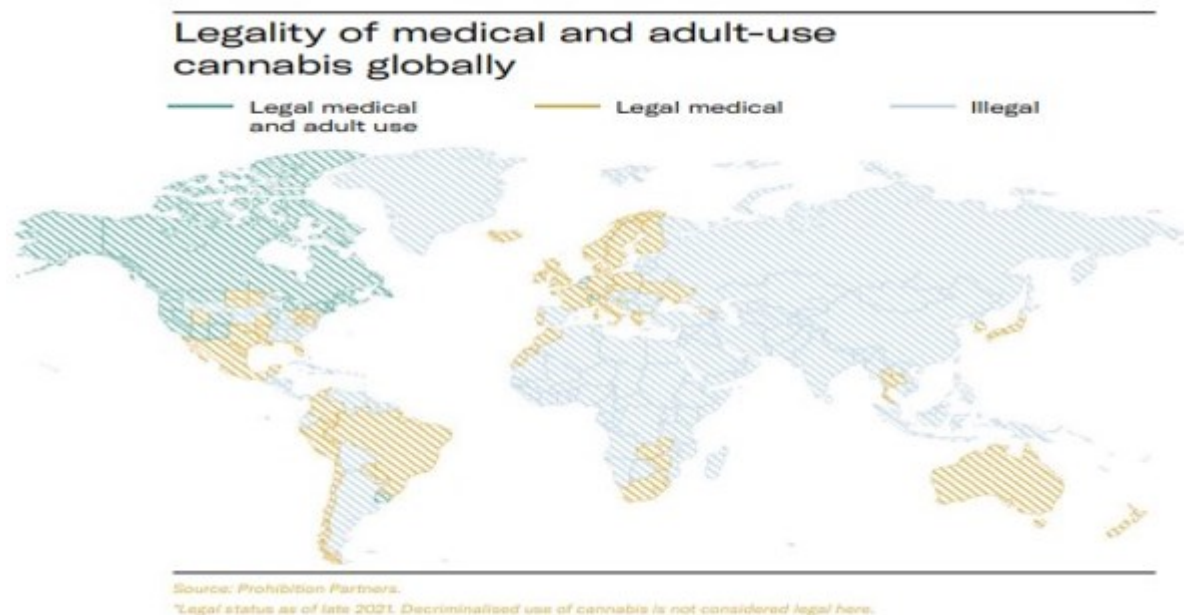 Legality of medical and adult-use
cannabis globally
Legal medical
and adult use
Legal medical
Illegal
Source: Prohibition Partners.
*Legal status as of late 2021. Decriminalised use of cannabis is not considered legal here.